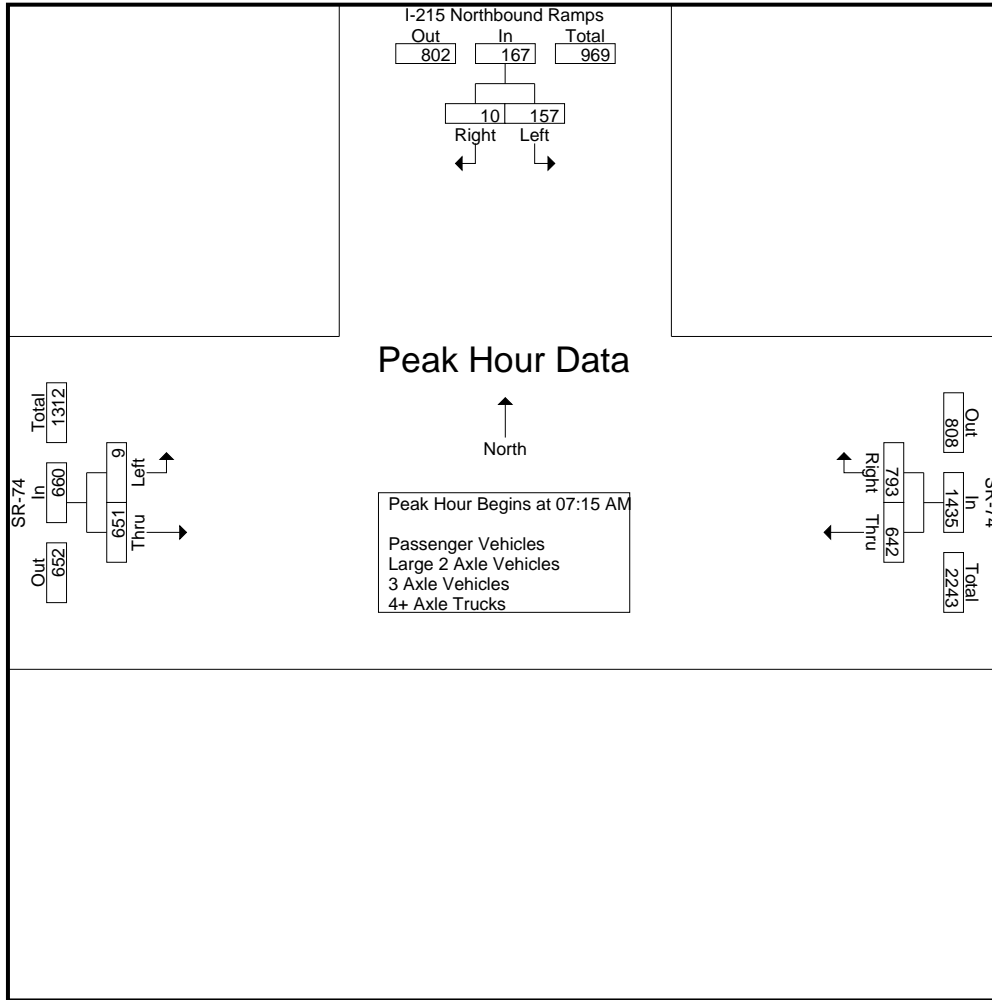 I-215 Northbound Ramps
Out In Total
802 167 969
10 157
Right Left
Peak Hour Data
North
Peak Hour Begins at 07:15 AM
Passenger Vehicles
Large 2 Axle Vehicles
3 Axle Vehicles
4+ Axle Trucks
SR-74
Out In Total
652 660 1312
Thru Left
651 9
SR-74
Out In Total
808 1435 2243
793 642
Right Thru